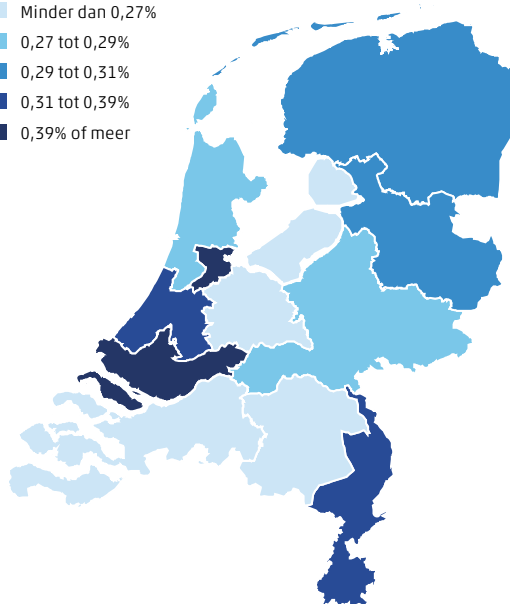 Minder dan 0,27%
0,27 tot 0,29%
0,29 tot 0,31%
0,31 tot 0,39%
0,39% of meer